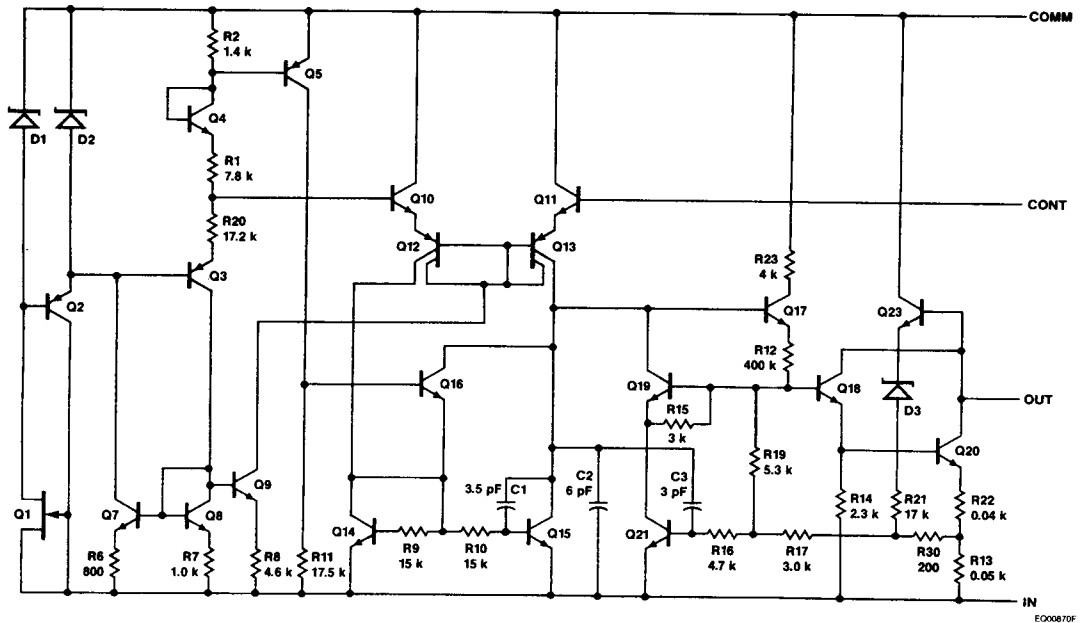 COMM
R2
1.4 k
Q5
Q4
D1
D2
R1
7.8 k
Q10
Q11
CONT
R20
17.2 k
Q12
Q13
Q3
R23
4 k
Q2
Q17
Q23
R12
400 k
Q16
Q19
Q18
D3
OUT
R15
3 k
Q20
R19
5.3 k
Q9
3.5 pF
C1
C2
6 pF
C3
3 pF
R14
2.3 k
R21
17 k
R22
0.04 k
Q1
Q7
Q8
Q14
R9
15 k
R10
15 k
Q15
Q21
R16
4.7 k
R17
3.0 k
R30
200
R6
800
R7
1.0 k
R8
4.6 k
R11
17.5 k
R13
0.05 k
IN
EQ00870F